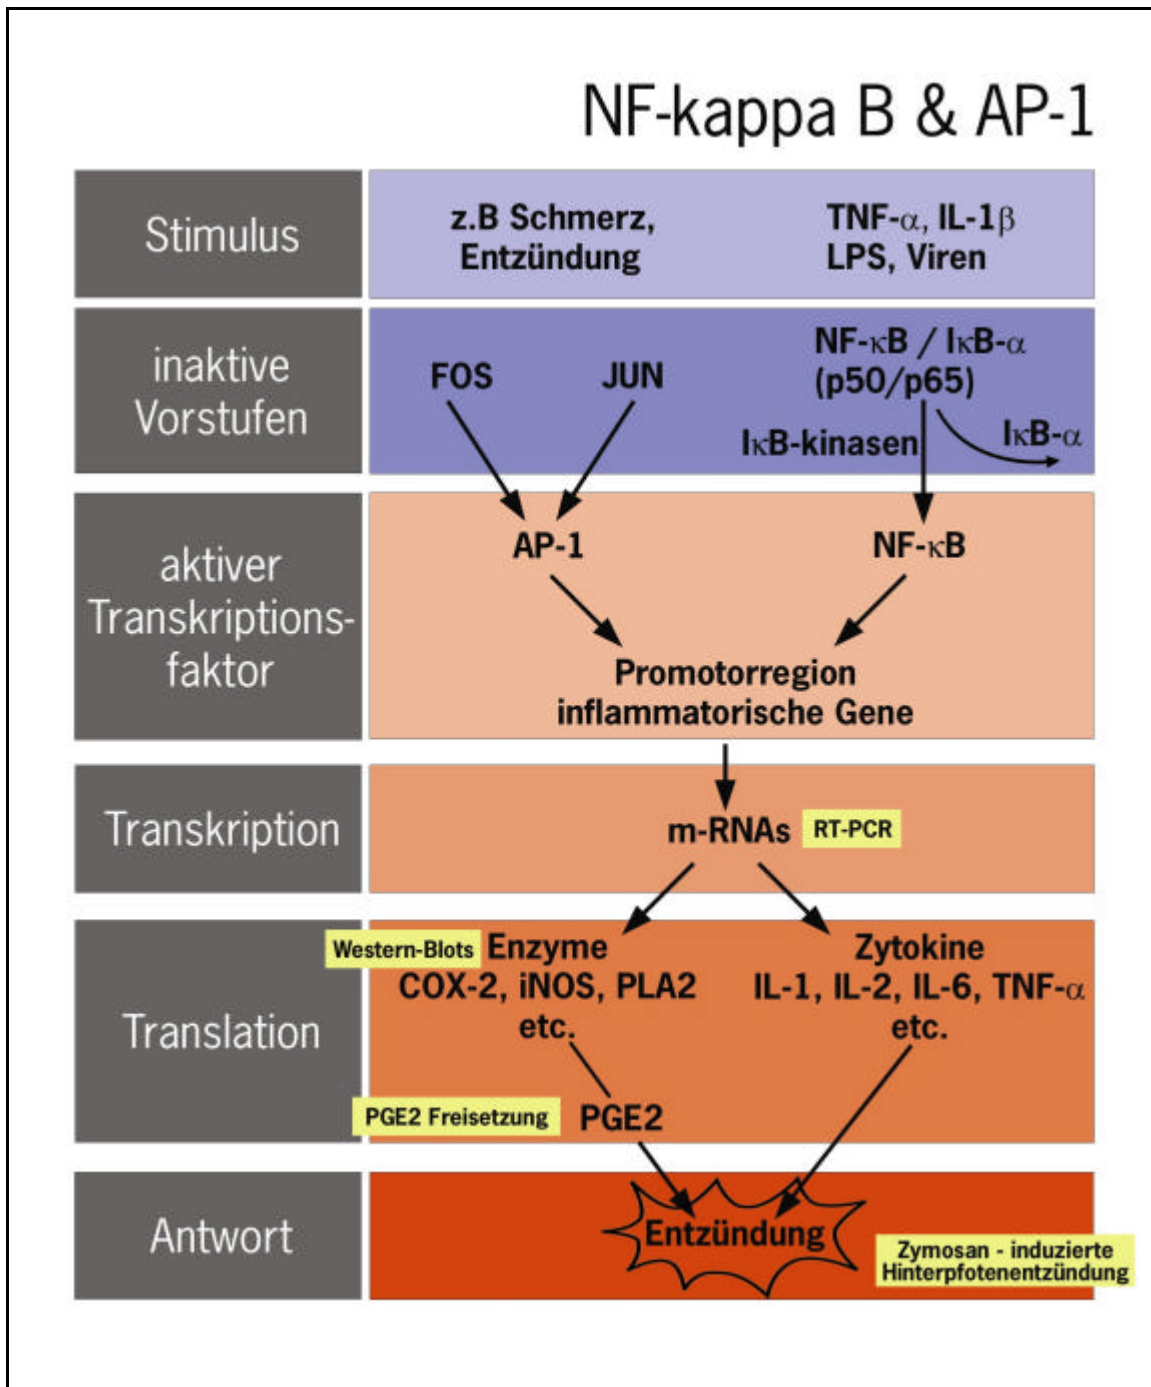 NF-kappa B & AP-1
Stimulus
z.B Schmerz,
Entzündung
TNF-α, IL-1β
LPS, Viren
inaktive
Vorstufen
FOS
JUN
NF-κB / IκB-α
(p50/p65)
IκB-kinasen
IκB-α
aktiver
Transkriptions-
faktor
AP-1
NF-κB
Promotorregion
inflammatorische Gene
Transkription
m-RNAs
RT-PCR
Translation
Western-Blots
Enzyme
COX-2, iNOS, PLA2
etc.
Zytokine
IL-1, IL-2, IL-6, TNF-α
etc.
PGE2 Freisetzung
PGE2
Antwort
Entzündung
Zymosan - induzierte
Hinterpfotenentzündung